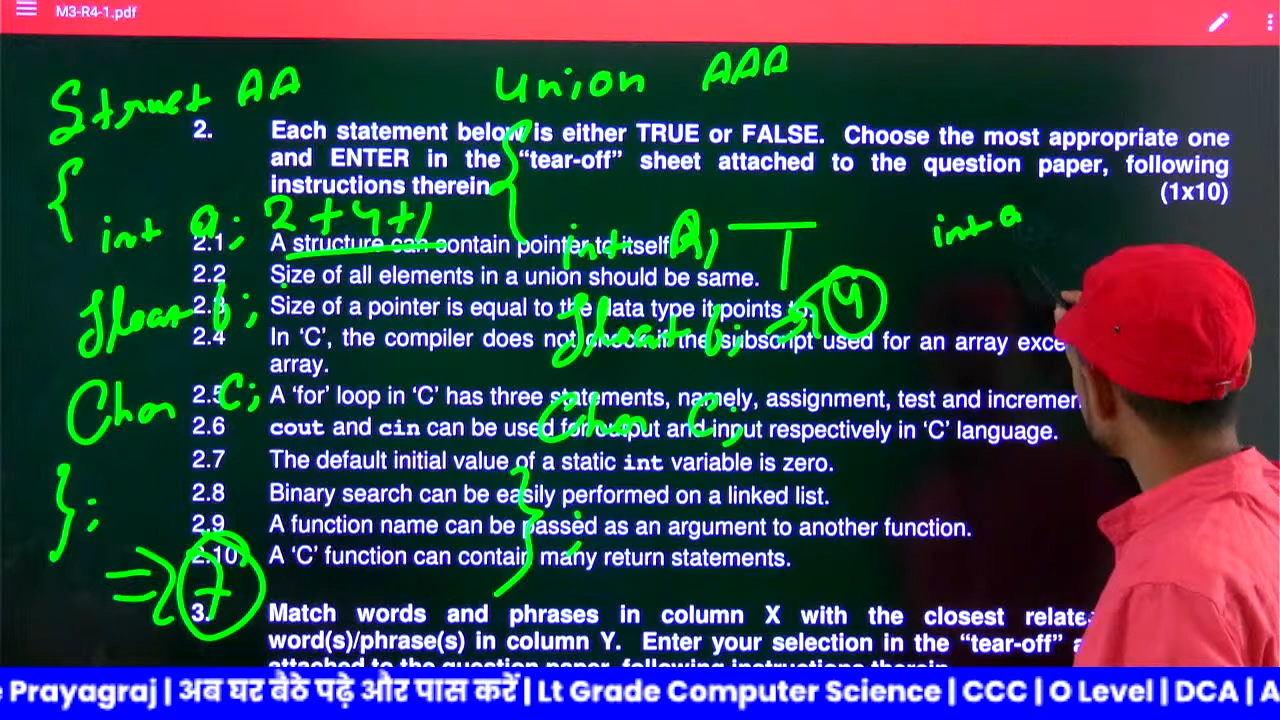 M3-R4-1.pdf
Struct AA
Union AAA
2. Each statement below is either TRUE or FALSE. Choose the most appropriate one
and ENTER in the “tear-off” sheet attached to the question paper, following
instructions therein (1x10)
{
{
int a; 2+4+1
int a;
int a
2.1 A structure can contain pointer to itself T
2.2 Size of all elements in a union should be same.
2.3 Size of a pointer is equal to the data type it points to.
float b;
float b; => 4
2.4 In ‘C’, the compiler does not check if the subscript used for an array
array.
2.5 A ‘for’ loop in ‘C’ has three statements, namely, assignment, test and
Char C;
Char C;
2.6 cout and cin can be used for output and input respectively in ‘C’ language.
2.7 The default initial value of a static int variable is zero.
2.8 Binary search can be easily performed on a linked list.
};
};
2.9 A function name can be passed as an argument to another function.
2.10 A ‘C’ function can contain many return statements.
=> 7
3. Match words and phrases in column X with the closest
word(s)/phrase(s) in column Y. Enter your selection in the “tear-off”
attached to the question paper, following instructions therein
Prayagraj | अब घर बैठे पढ़े और पास करें | Lt Grade Computer Science | CCC | O Level | DCA |